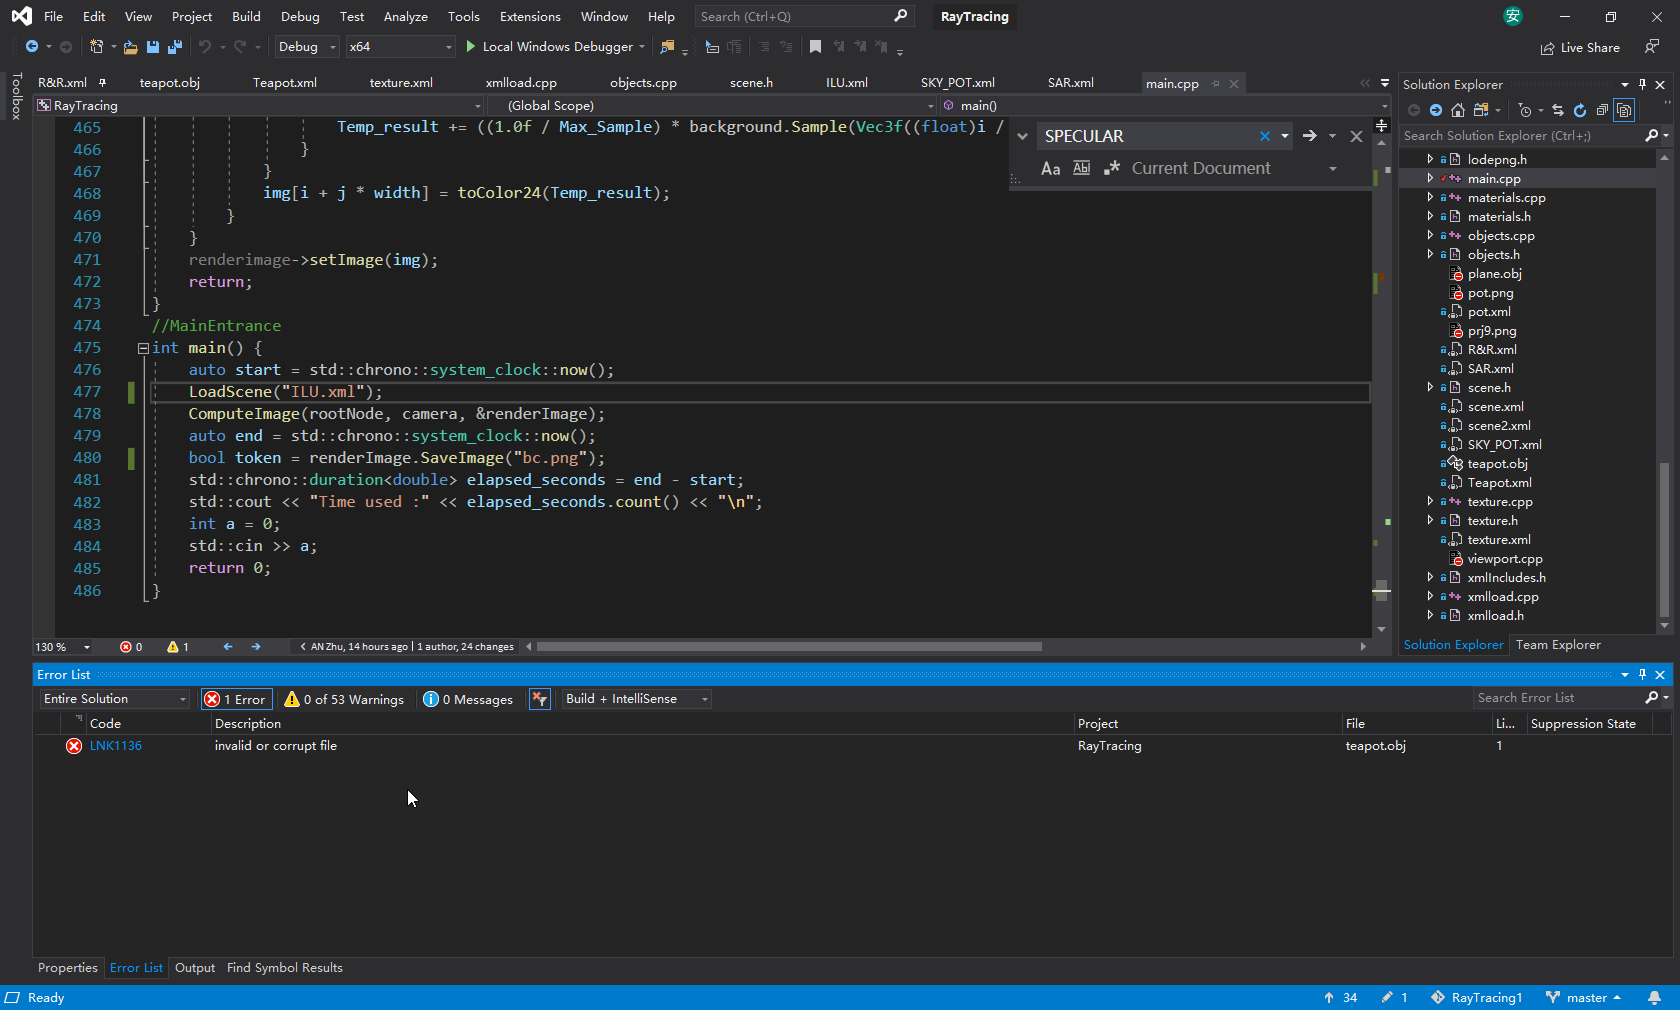 File Edit View Project Build Debug Test Analyze Tools Extensions Window Help Search (Ctrl+Q) RayTracing 安
Debug x64 Local Windows Debugger Live Share
Toolbox
R&R.xml teapot.obj Teapot.xml texture.xml xmlload.cpp objects.cpp scene.h ILU.xml SKY_POT.xml SAR.xml main.cpp
RayTracing (Global Scope) main()
465 Temp_result += ((1.0f / Max_Sample) * background.Sample(Vec3f((float)i /
466 }
467 }
468 img[i + j * width] = toColor24(Temp_result);
469 }
470 }
471 renderimage->setImage(img);
472 return;
473 }
474 //MainEntrance
475 int main() {
476 auto start = std::chrono::system_clock::now();
477 LoadScene("ILU.xml");
478 ComputeImage(rootNode, camera, &renderImage);
479 auto end = std::chrono::system_clock::now();
480 bool token = renderImage.SaveImage("bc.png");
481 std::chrono::duration<double> elapsed_seconds = end - start;
482 std::cout << "Time used :" << elapsed_seconds.count() << "\n";
483 int a = 0;
484 std::cin >> a;
485 return 0;
486 }
SPECULAR
Aa Abl .* Current Document
130 % 0 1 AN Zhu, 14 hours ago | 1 author, 24 changes
Solution Explorer
Search Solution Explorer (Ctrl+;)
lodepng.h
main.cpp
materials.cpp
materials.h
objects.cpp
objects.h
plane.obj
pot.png
pot.xml
prj9.png
R&R.xml
SAR.xml
scene.h
scene.xml
scene2.xml
SKY_POT.xml
teapot.obj
Teapot.xml
texture.cpp
texture.h
texture.xml
viewport.cpp
xmlIncludes.h
xmlload.cpp
xmlload.h
Solution Explorer Team Explorer
Error List
Entire Solution 1 Error 0 of 53 Warnings 0 Messages Build + IntelliSense Search Error List
Code Description Project File Li... Suppression State
LNK1136 invalid or corrupt file RayTracing teapot.obj 1
Properties Error List Output Find Symbol Results
Ready 34 1 RayTracing1 master